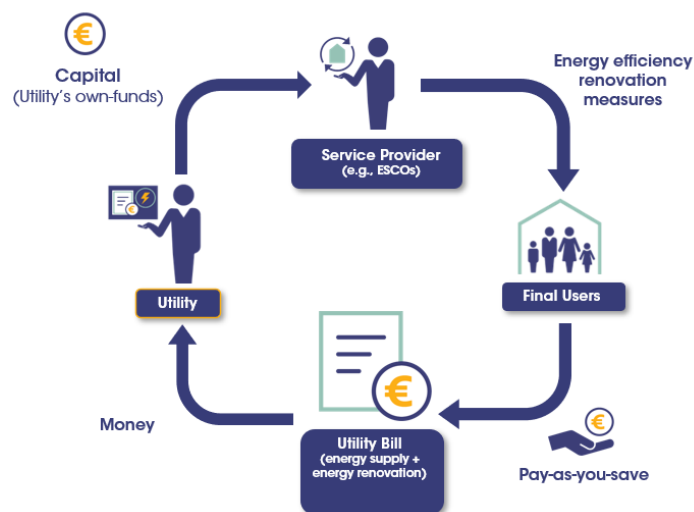 Capital
(Utility's own-funds)
Service Provider
(e.g., ESCOs)
Energy efficiency
renovation
measures
Utility
Final Users
€
Money
Utility Bill
(energy supply +
energy renovation)
€
Pay-as-you-save